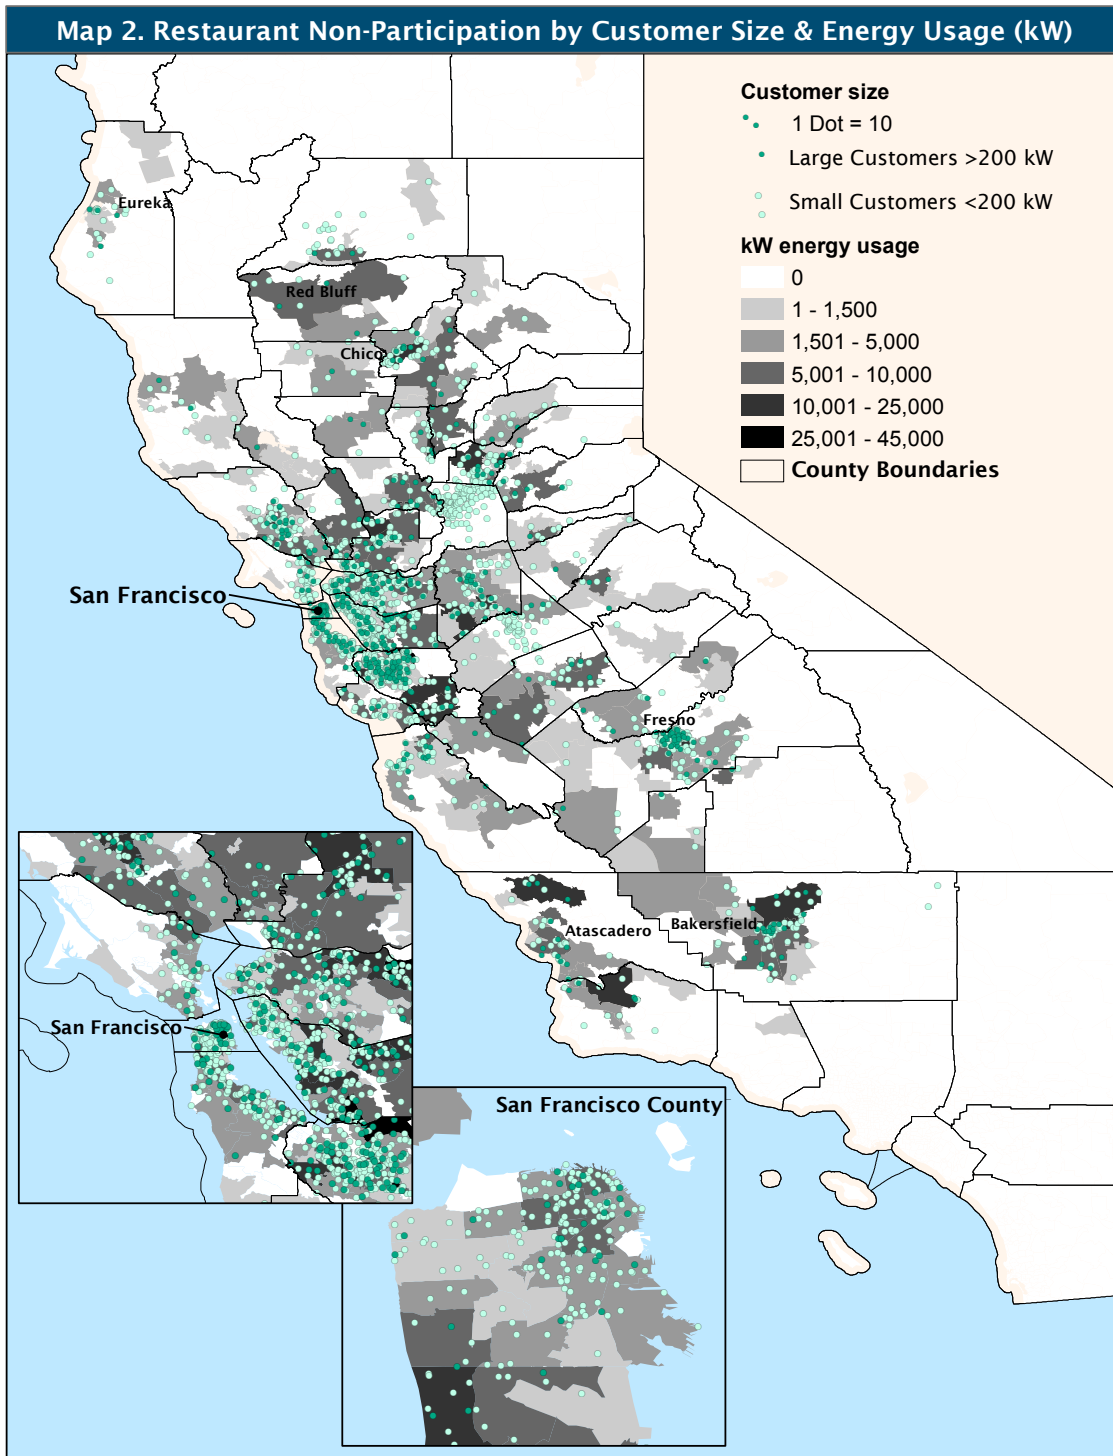 Map 2. Restaurant Non-Participation by Customer Size & Energy Usage (kW)
Customer size
1 Dot = 10
Large Customers >200 kW
Small Customers <200 kW
kW energy usage
0
1 - 1,500
1,501 - 5,000
5,001 - 10,000
10,001 - 25,000
25,001 - 45,000
County Boundaries
Eureka
Red Bluff
Chico
San Francisco
Fresno
Atascadero
Bakersfield
San Francisco
San Francisco County